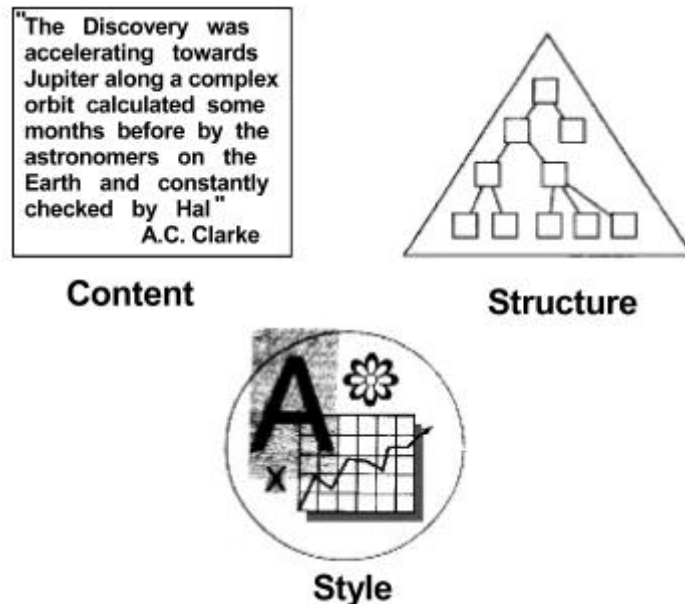 "The Discovery was
accelerating towards
Jupiter along a complex
orbit calculated some
months before by the
astronomers on the
Earth and constantly
checked by Hal"
A.C. Clarke
Content
Structure
A
x
Style